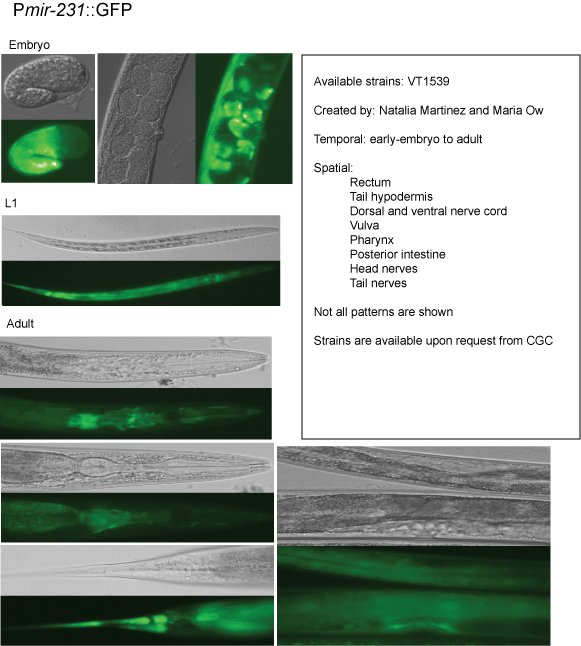 Pmir-231::GFP
Embryo
Available strains: VT1539
Created by: Natalia Martinez and Maria Ow
Temporal: early-embryo to adult
Spatial:
Rectum
Tail hypodermis
Dorsal and ventral nerve cord
Vulva
Pharynx
Posterior intestine
Head nerves
Tail nerves
Not all patterns are shown
Strains are available upon request from CGC
L1
Adult